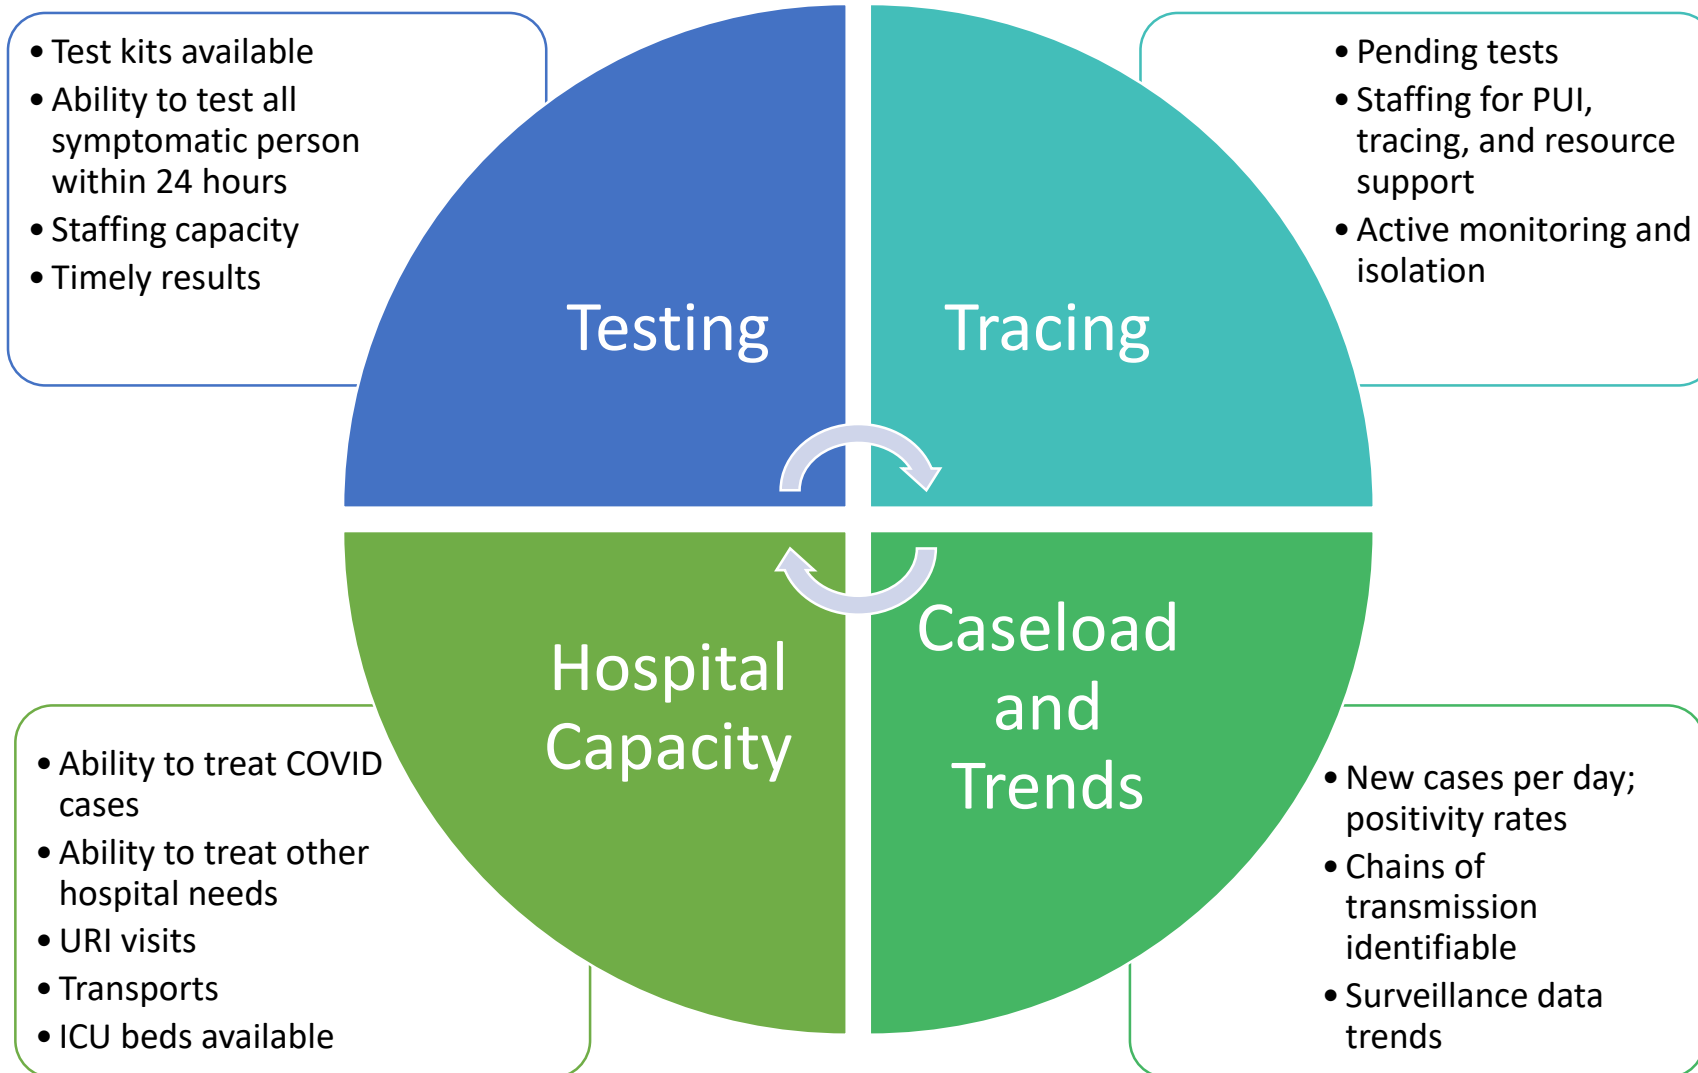 • Test kits available
• Ability to test all
symptomatic person
within 24 hours
• Staffing capacity
• Timely results
Testing
Tracing
• Pending tests
• Staffing for PUI,
tracing, and resource
support
• Active monitoring and
isolation
Hospital
Capacity
• Ability to treat COVID
cases
• Ability to treat other
hospital needs
• URI visits
• Transports
• ICU beds available
Caseload
and
Trends
• New cases per day;
positivity rates
• Chains of
transmission
identifiable
• Surveillance data
trends